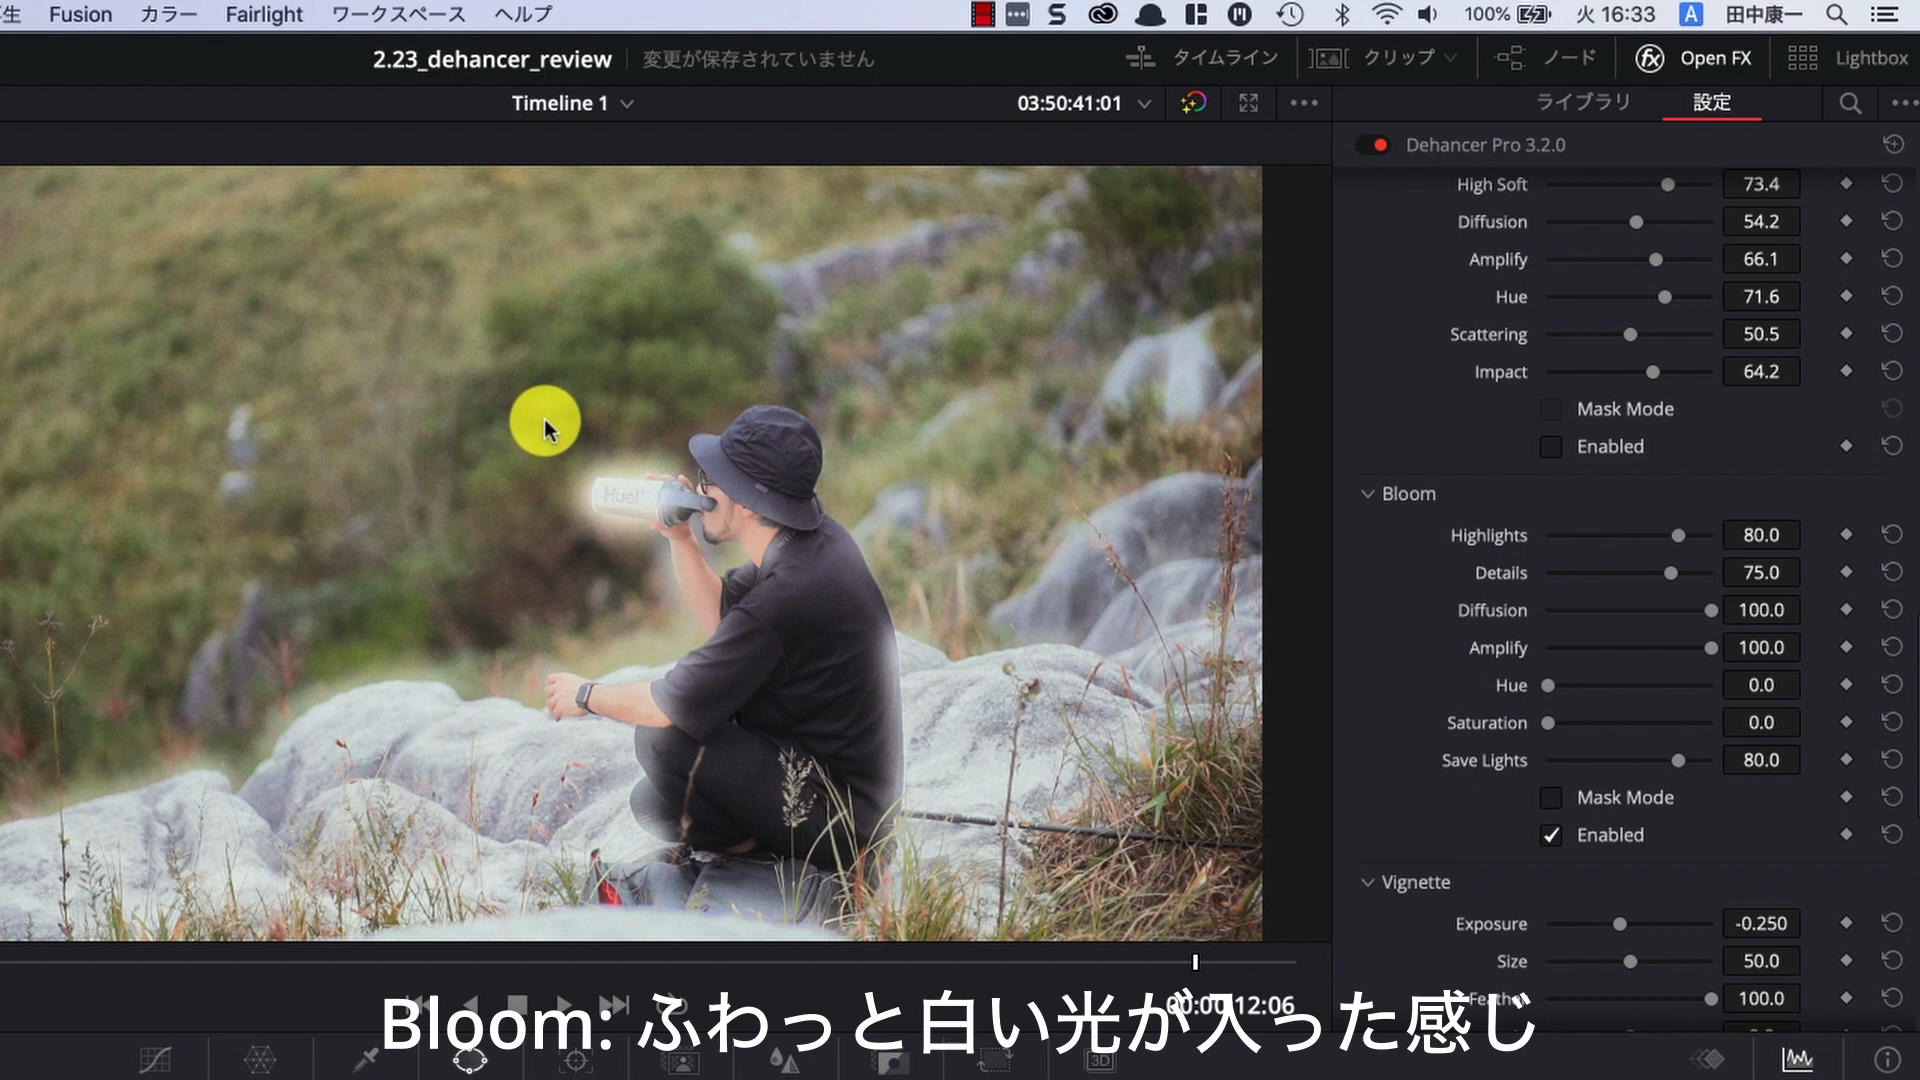 生 Fusion カラー Fairlight ワークスペース ヘルプ 100% 火 16:33 A 田中康一
2.23_dehancer_review 変更が保存されていません タイムライン クリップ ノード fx Open FX Lightbox
Timeline 1 03:50:41:01 ライブラリ 設定
Dehancer Pro 3.2.0
High Soft 73.4
Diffusion 54.2
Amplify 66.1
Hue 71.6
Scattering 50.5
Impact 64.2
Mask Mode
Enabled
Bloom
Highlights 80.0
Details 75.0
Diffusion 100.0
Amplify 100.0
Hue 0.0
Saturation 0.0
Save Lights 80.0
Mask Mode
Enabled
Vignette
Exposure -0.250
Size 50.0
Feather 100.0
Huel
Bloom: ふわっと白い光が入った感じ
3D